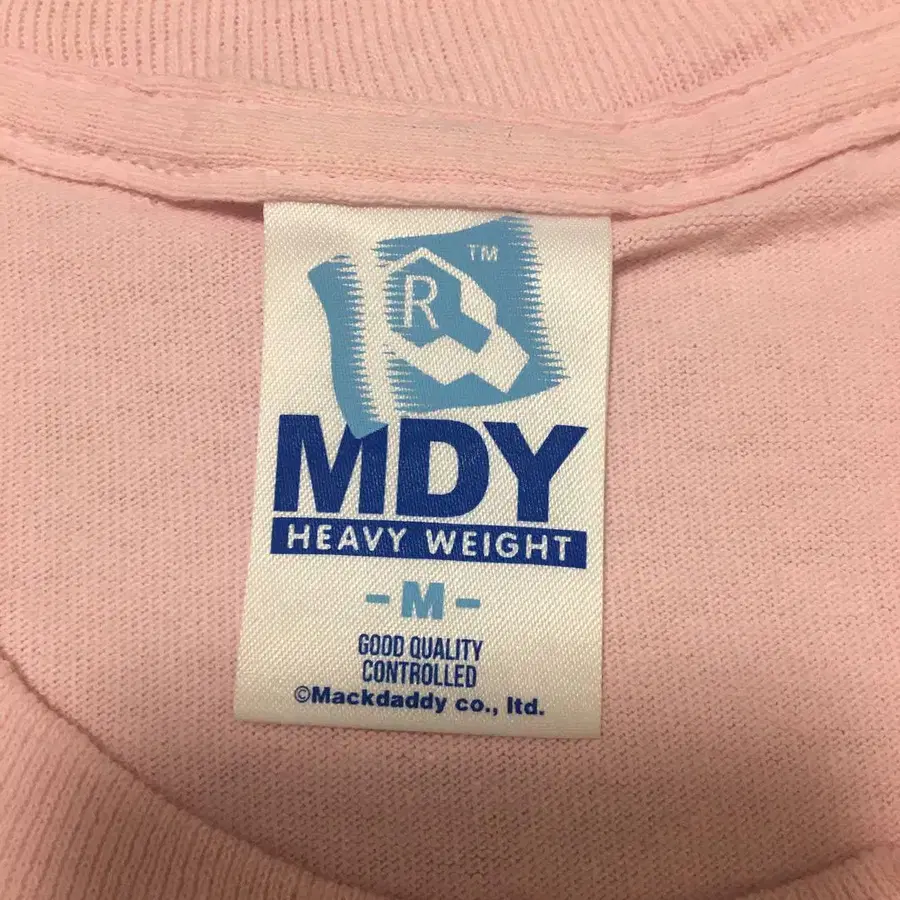 R
TM
MDY
HEAVY WEIGHT
-M-
GOOD QUALITY
CONTROLLED
©Mackdaddy co., ltd.